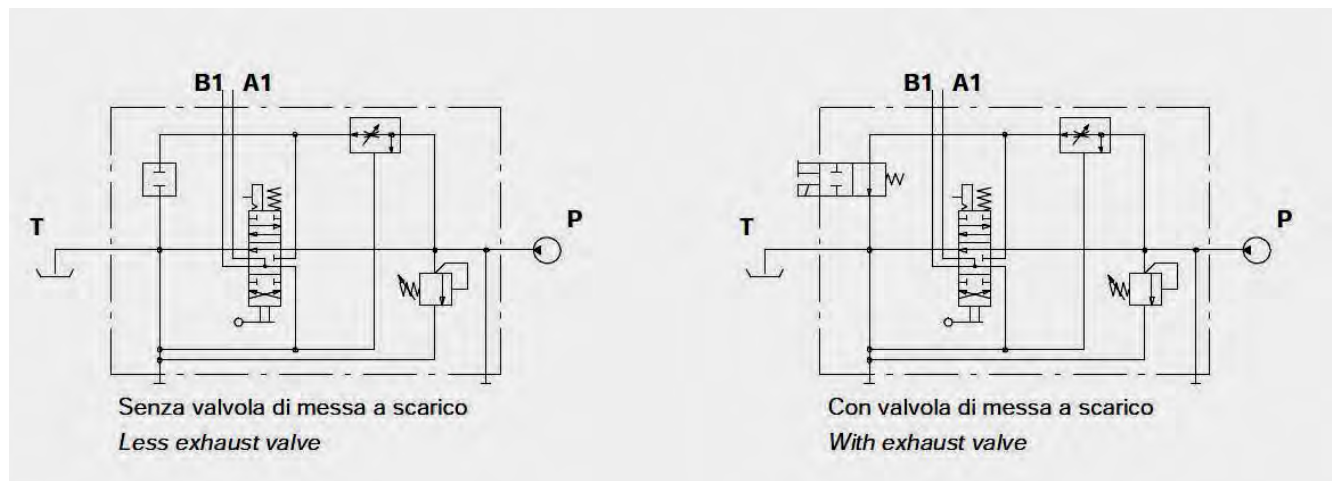 B1 A1
T
P
Senza valvola di messa a scarico
Less exhaust valve
B1 A1
T
P
Con valvola di messa a scarico
With exhaust valve